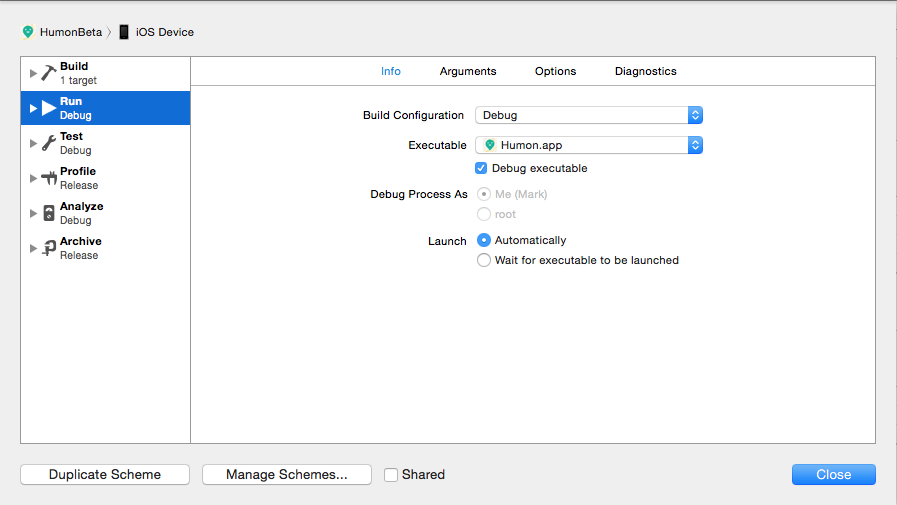 HumonBeta
iOS Device
Build
1 target
Run
Debug
Test
Debug
Profile
Release
Analyze
Debug
Archive
Release
Info Arguments Options Diagnostics
Build Configuration Debug
Executable Humon.app
Debug executable
Debug Process As Me (Mark)
root
Launch Automatically
Wait for executable to be launched
Duplicate Scheme Manage Schemes... Shared Close